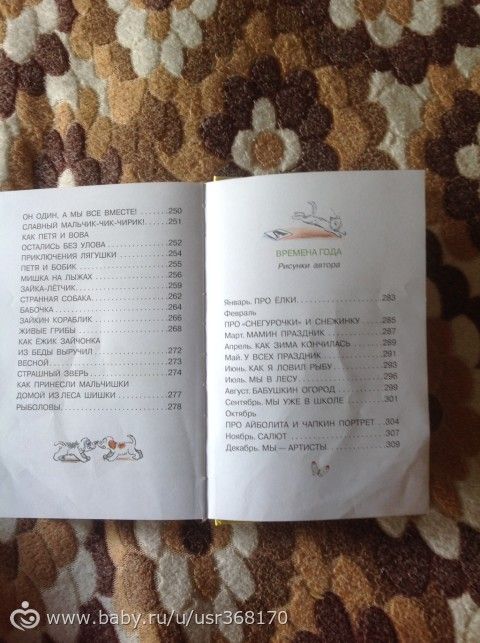 ОН ОДИН, А МЫ ВСЕ ВМЕСТЕ! ........250
СЛАВНЫЙ МАЛЬЧИК-ЧИК-ЧИРИК!.251
КАК ПЕТЯ И ВОВА
ОСТАЛИСЬ БЕЗ УЛОВА..............252
ПРИКЛЮЧЕНИЯ ЛЯГУШКИ..........254
ПЕТЯ И БОБИК.......................255
МИШКА НА ЛЫЖАХ .................256
ЗАЙКА-ЛЁТЧИК.......................259
СТРАННАЯ СОБАКА...................262
БАБОЧКА..............................264
ЗАЙКИН КОРАБЛИК.................266
ЖИВЫЕ ГРИБЫ.......................268
КАК ЁЖИК ЗАЙЧОНКА
ИЗ БЕДЫ ВЫРУЧИЛ.................272
ВЕСНОЙ..............................273
СТРАШНЫЙ ЗВЕРЬ...................274
КАК ПРИНЕСЛИ МАЛЬЧИШКИ
ДОМОЙ ИЗ ЛЕСА ШИШКИ..........277
РЫБОЛОВЫ...........................278
ВРЕМЕНА ГОДА
Рисунки автора
Январь. ПРО ЁЛКИ...................283
Февраль
ПРО «СНЕГУРОЧКИ» И СНЕЖИНКУ ...285
Март. МАМИН ПРАЗДНИК ...........287
Апрель. КАК ЗИМА КОНЧИЛАСЬ.....289
Май. У ВСЕХ ПРАЗДНИК ............291
Июнь. КАК Я ЛОВИЛ РЫБУ .........293
Июль. МЫ В ЛЕСУ ..................296
Август. БАБУШКИН ОГОРОД ........299
Сентябрь. МЫ УЖЕ В ШКОЛЕ ......301
Октябрь
ПРО АЙБОЛИТА И ЧАПКИН ПОРТРЕТ ..304
Ноябрь. САЛЮТ .....................307
Декабрь. МЫ — АРТИСТЫ..........309
www.baby.ru/u/usr368170